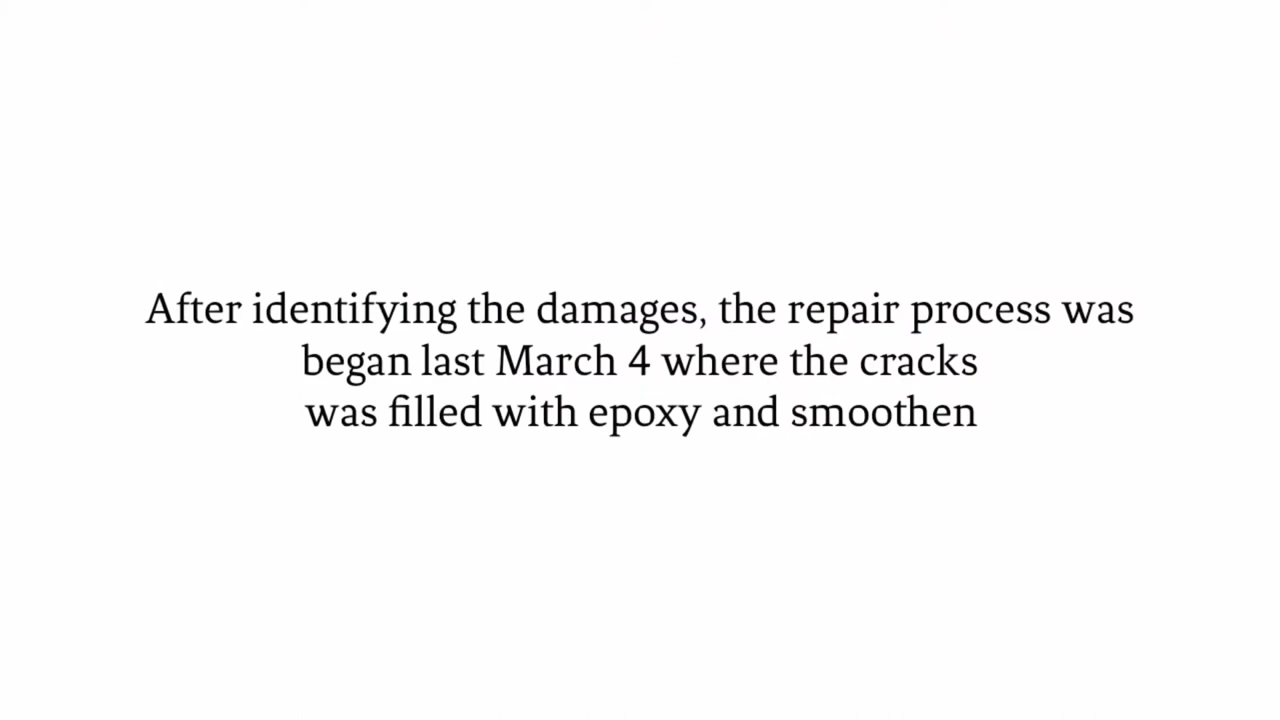 After identifying the damages, the repair process was
began last March 4 where the cracks
was filled with epoxy and smoothen